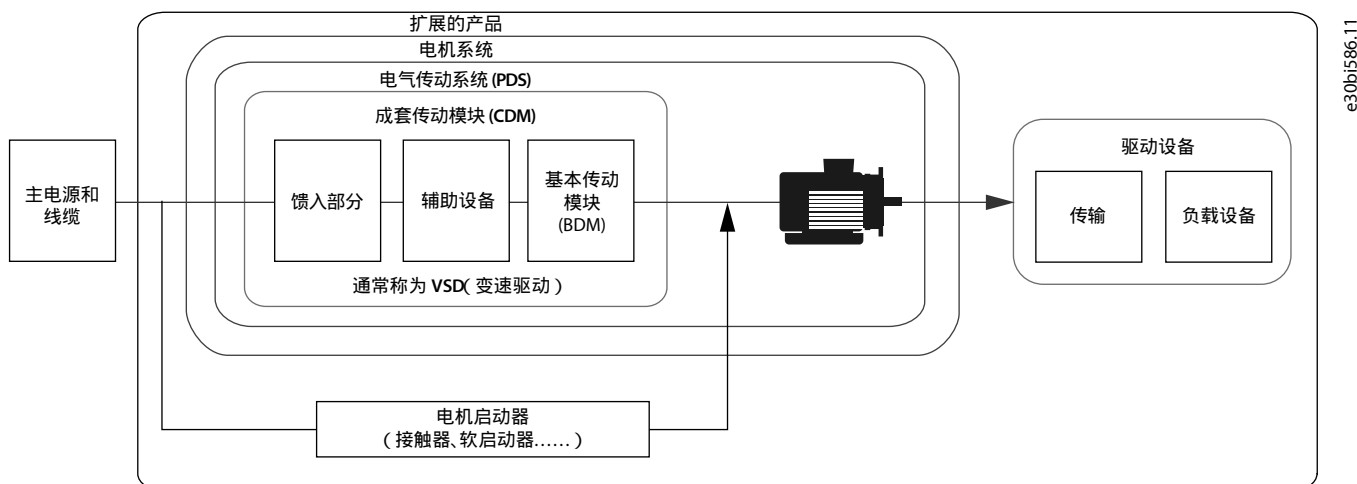 扩展的产品
电机系统
电气传动系统 (PDS)
成套传动模块 (CDM)
主电源和
线缆
馈入部分
辅助设备
基本传动
模块
(BDM)
通常称为 VSD( 变速驱动 )
驱动设备
传输
负载设备
电机启动器
( 接触器、软启动器…… )
e30bi586.11